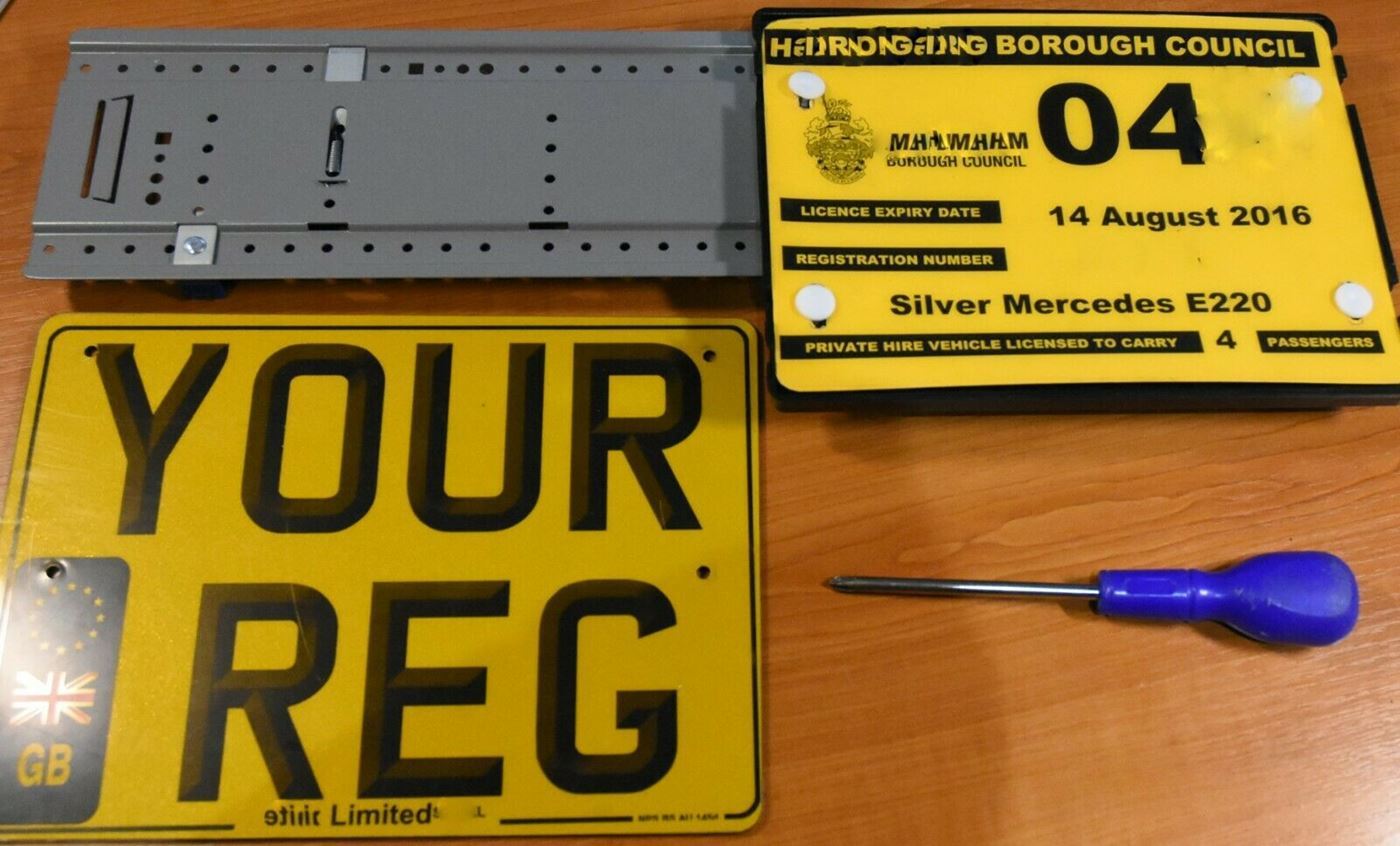 BOROUGH COUNCIL
04
BOROUGH COUNCIL
LICENCE EXPIRY DATE 14 August 2016
REGISTRATION NUMBER
Silver Mercedes E220
PRIVATE HIRE VEHICLE LICENSED TO CARRY 4 PASSENGERS
YOUR
REG
GB
Limited